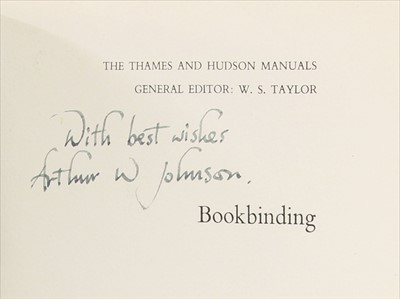 THE THAMES AND HUDSON MANUALS
GENERAL EDITOR: W. S. TAYLOR
With best wishes
Arthur W Johnson.
Bookbinding